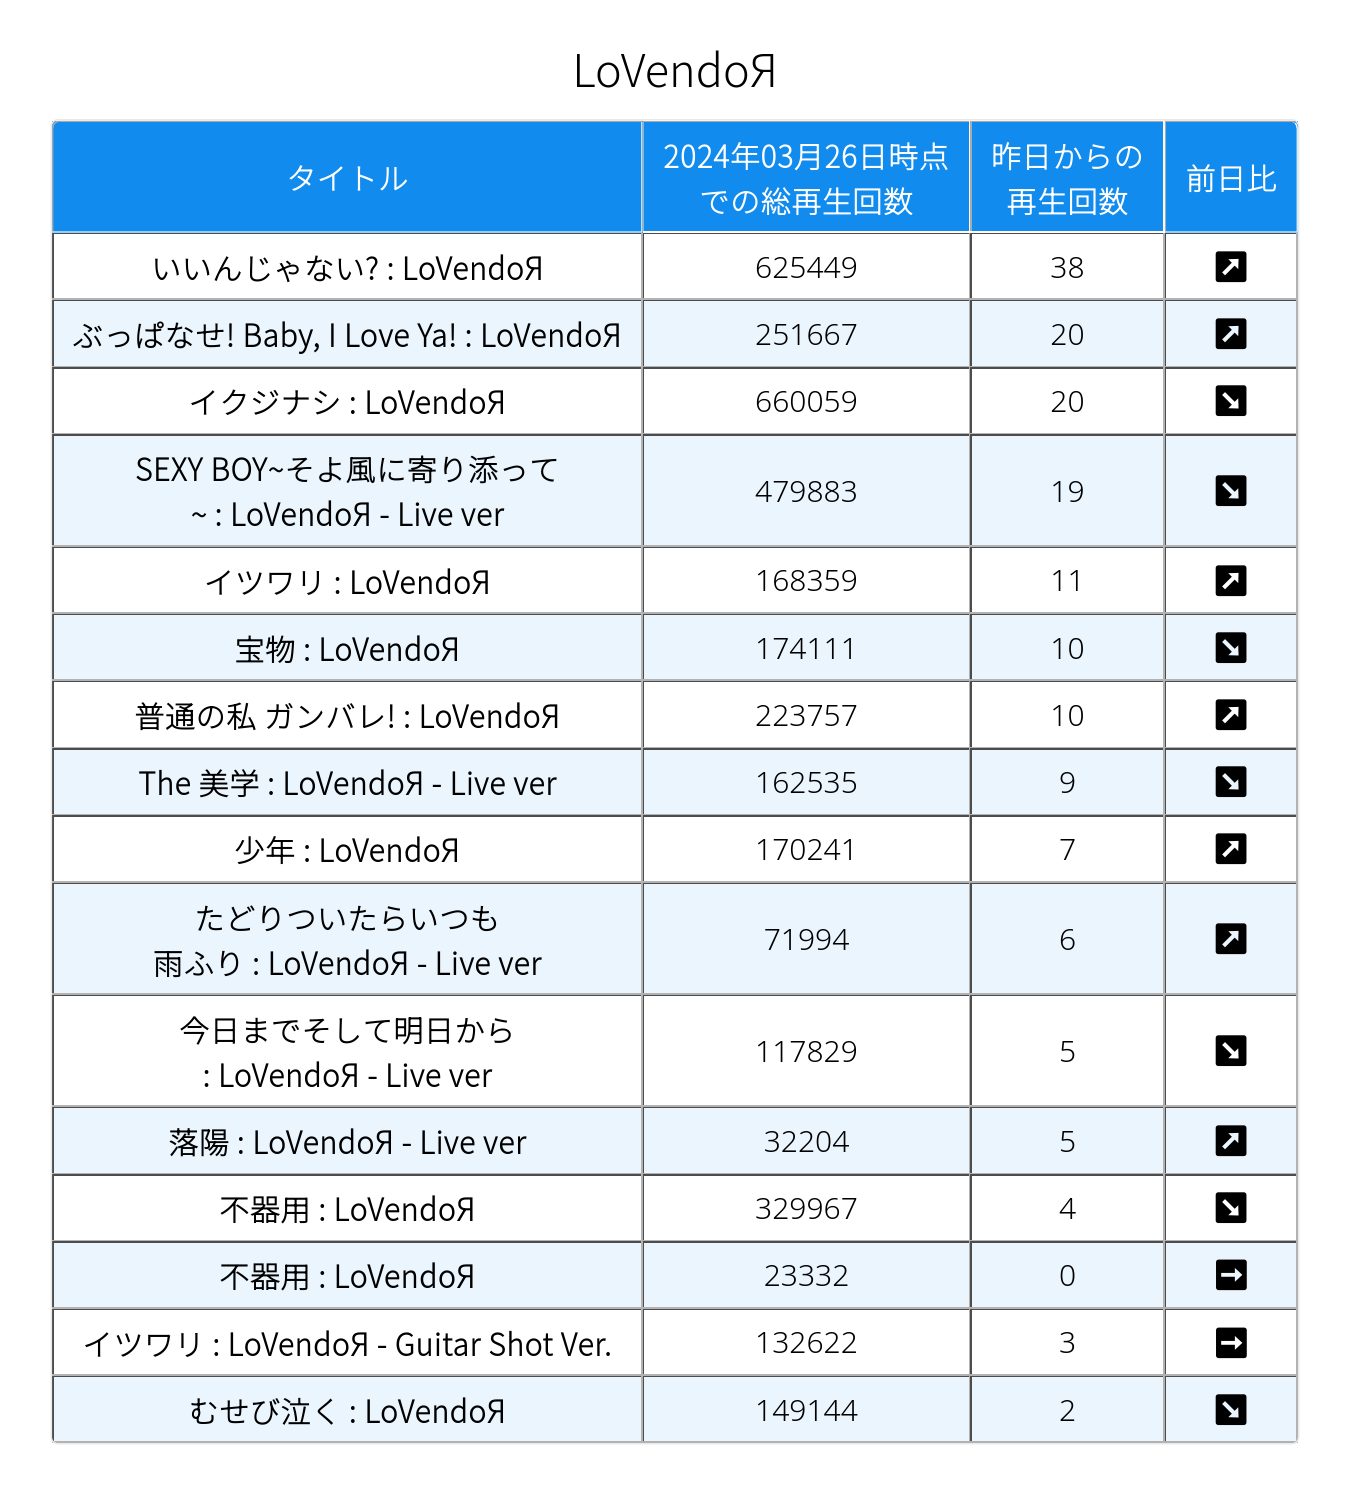 LoVendoЯ
タイトル
2024年03月26日時点
での総再生回数
昨日からの
再生回数
前日比
いいんじゃない? : LoVendoЯ 625449 38
ぶっぱなせ! Baby, I Love Ya! : LoVendoЯ 251667 20
イクジナシ : LoVendoЯ 660059 20
SEXY BOY~そよ風に寄り添って
~ : LoVendoЯ - Live ver 479883 19
イツワリ : LoVendoЯ 168359 11
宝物 : LoVendoЯ 174111 10
普通の私 ガンバレ! : LoVendoЯ 223757 10
The 美学 : LoVendoЯ - Live ver 162535 9
少年 : LoVendoЯ 170241 7
たどりついたらいつも
雨ふり : LoVendoЯ - Live ver 71994 6
今日までそして明日から
: LoVendoЯ - Live ver 117829 5
落陽 : LoVendoЯ - Live ver 32204 5
不器用 : LoVendoЯ 329967 4
不器用 : LoVendoЯ 23332 0
イツワリ : LoVendoЯ - Guitar Shot Ver. 132622 3
むせび泣く : LoVendoЯ 149144 2